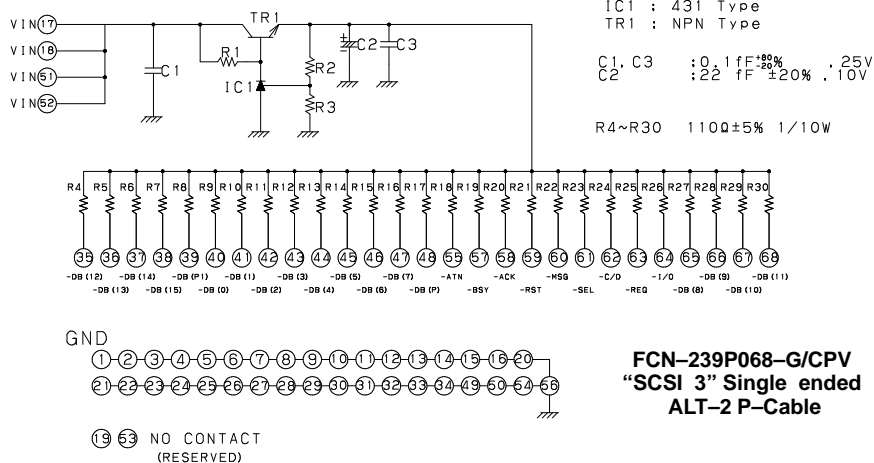 VIN 17
VIN 18
VIN 51
VIN 52
TR1
R1
C1
IC1
R2
R3
C2
C3
+
IC1 : 431 Type
TR1 : NPN Type
C1, C3 :0.1fF+80%-20% , 25V
C2 :22 fF ±20% , 10V
R4~R30 110Ω±5% 1/10W
R4 R5 R6 R7 R8 R9 R10 R11 R12 R13 R14 R15 R16 R17 R18 R19 R20 R21 R22 R23 R24 R25 R26 R27 R28 R29 R30
35 36 37 38 39 40 41 42 43 44 45 46 47 48 55 57 58 59 60 61 62 63 64 65 66 67 68
-DB(12) -DB(14) -DB(P1) -DB(1) -DB(3) -DB(5) -DB(7) -ATN -ACK -MSG -C/D -I/O -DB(9) -DB(11)
-DB(13) -DB(15) -DB(0) -DB(2) -DB(4) -DB(6) -DB(P) -BSY -RST -SEL -REQ -DB(8) -DB(10)
GND
1 2 3 4 5 6 7 8 9 10 11 12 13 14 15 16 20
21 22 23 24 25 26 27 28 29 30 31 32 33 34 49 50 54 56
19 53 NO CONTACT
(RESERVED)
FCN–239P068–G/CPV
“SCSI 3” Single ended
ALT–2 P–Cable